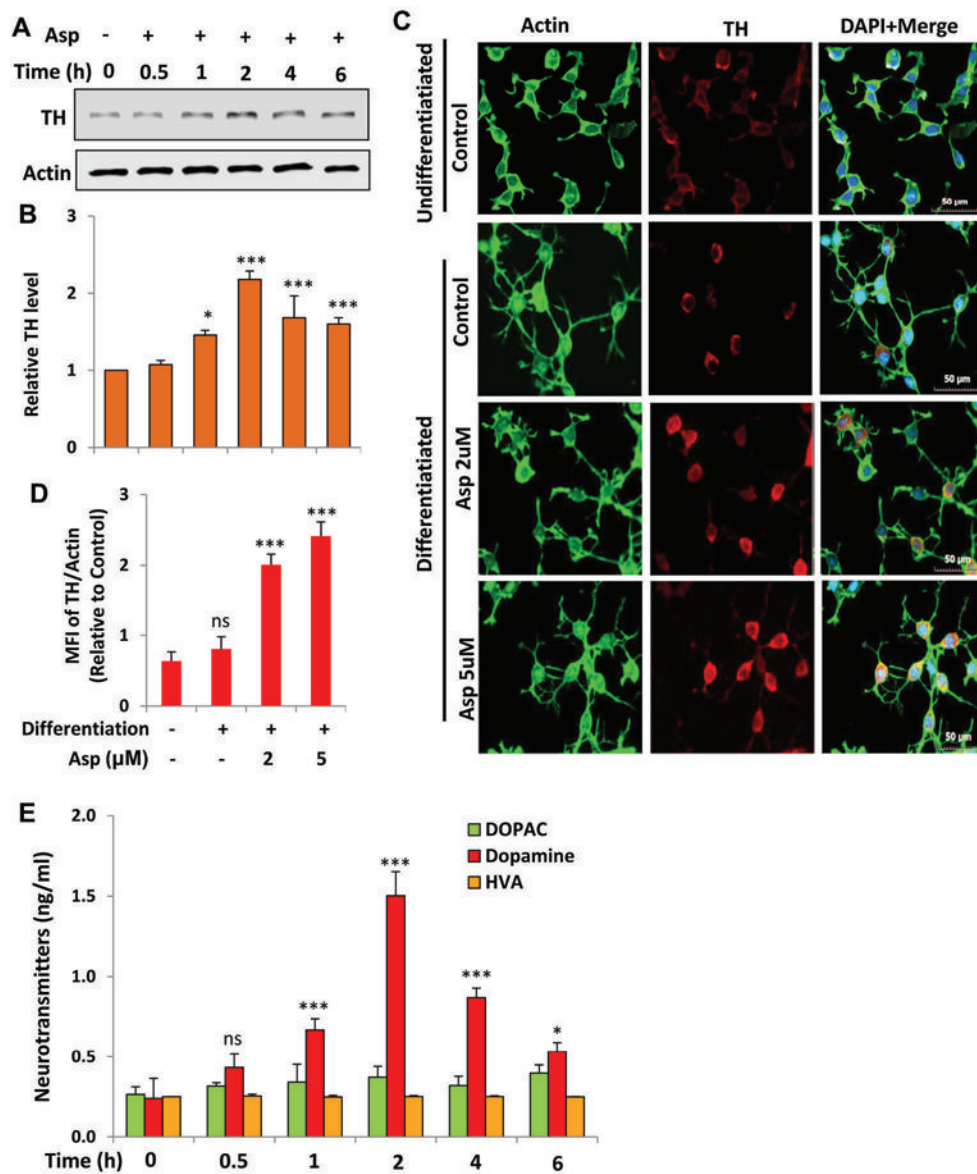 A
Asp - + + + + +
Time (h) 0 0.5 1 2 4 6
TH
Actin
B
Relative TH level
3
2
1
0
*
***
***
***
C
Actin TH DAPI+Merge
Undifferentiatiated
Control
50 µm
Differentiatiated
Control
50 µm
Asp 2uM
50 µm
Asp 5uM
50 µm
D
MFI of TH/Actin
(Relative to Control)
3
2
1
0
ns
***
***
Differentiation - + + +
Asp (µM) - - 2 5
E
Neurotransmitters (ng/ml)
2.0
1.5
1.0
0.5
0.0
DOPAC
Dopamine
HVA
ns
***
***
***
*
Time (h) 0 0.5 1 2 4 6